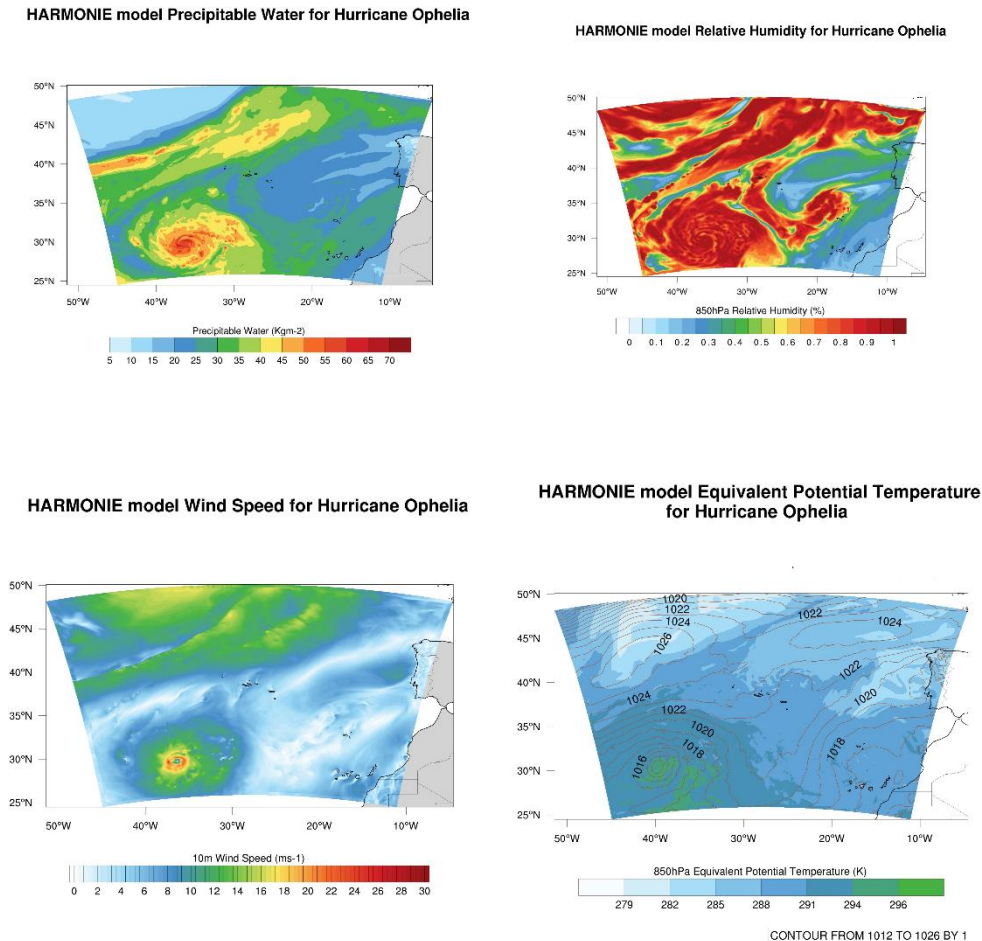 HARMONIE model Precipitable Water for Hurricane Ophelia
50°N
45°N
40°N
35°N
30°N
25°N
50°W 40°W 30°W 20°W 10°W
Precipitable Water (Kgm-2)
5 10 15 20 25 30 35 40 45 50 55 60 65 70
HARMONIE model Relative Humidity for Hurricane Ophelia
50°N
45°N
40°N
35°N
30°N
25°N
50°W 40°W 30°W 20°W 10°W
850hPa Relative Humidity (%)
0 0.1 0.2 0.3 0.4 0.5 0.6 0.7 0.8 0.9 1
HARMONIE model Wind Speed for Hurricane Ophelia
50°N
45°N
40°N
35°N
30°N
25°N
50°W 40°W 30°W 20°W 10°W
10m Wind Speed (ms-1)
0 2 4 6 8 10 12 14 16 18 20 22 24 26 28 30
HARMONIE model Equivalent Potential Temperature
for Hurricane Ophelia
50°N
45°N
40°N
35°N
30°N
25°N
1020
1022
1024
1026
1022
1024
1022
1020
1024
1022
1020
1018
1016
1018
50°W 40°W 30°W 20°W 10°W
850hPa Equivalent Potential Temperature (K)
279 282 285 288 291 294 296
CONTOUR FROM 1012 TO 1026 BY 1